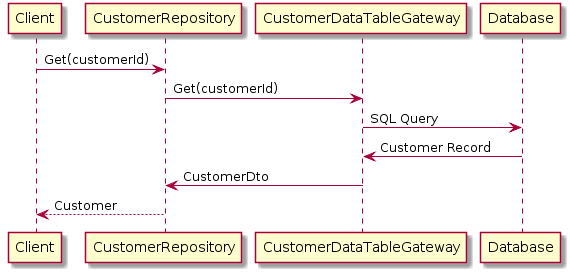 Client CustomerRepository CustomerDataTableGateway Database
Get(customerId)
Get(customerId)
SQL Query
Customer Record
CustomerDto
Customer
Client CustomerRepository CustomerDataTableGateway Database